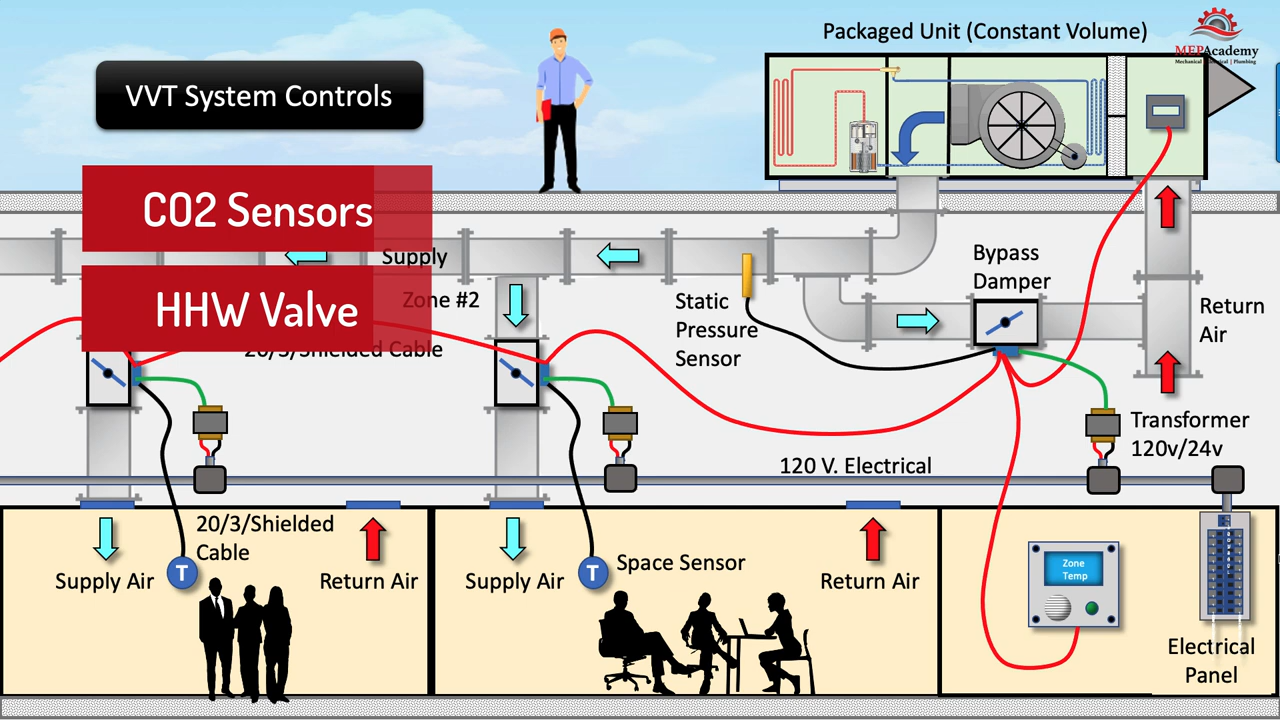 Packaged Unit (Constant Volume)
MEPAcademy
Mechanical | Electrical | Plumbing
VVT System Controls
CO2 Sensors
Supply
HHW Valve
Zone #2
20/3/Shielded Cable
Static
Pressure
Sensor
Bypass
Damper
Return
Air
Transformer
120v/24v
120 V. Electrical
20/3/Shielded
Cable
Supply Air
T
Return Air
Supply Air
T
Space Sensor
Return Air
Zone
Temp
Electrical
Panel